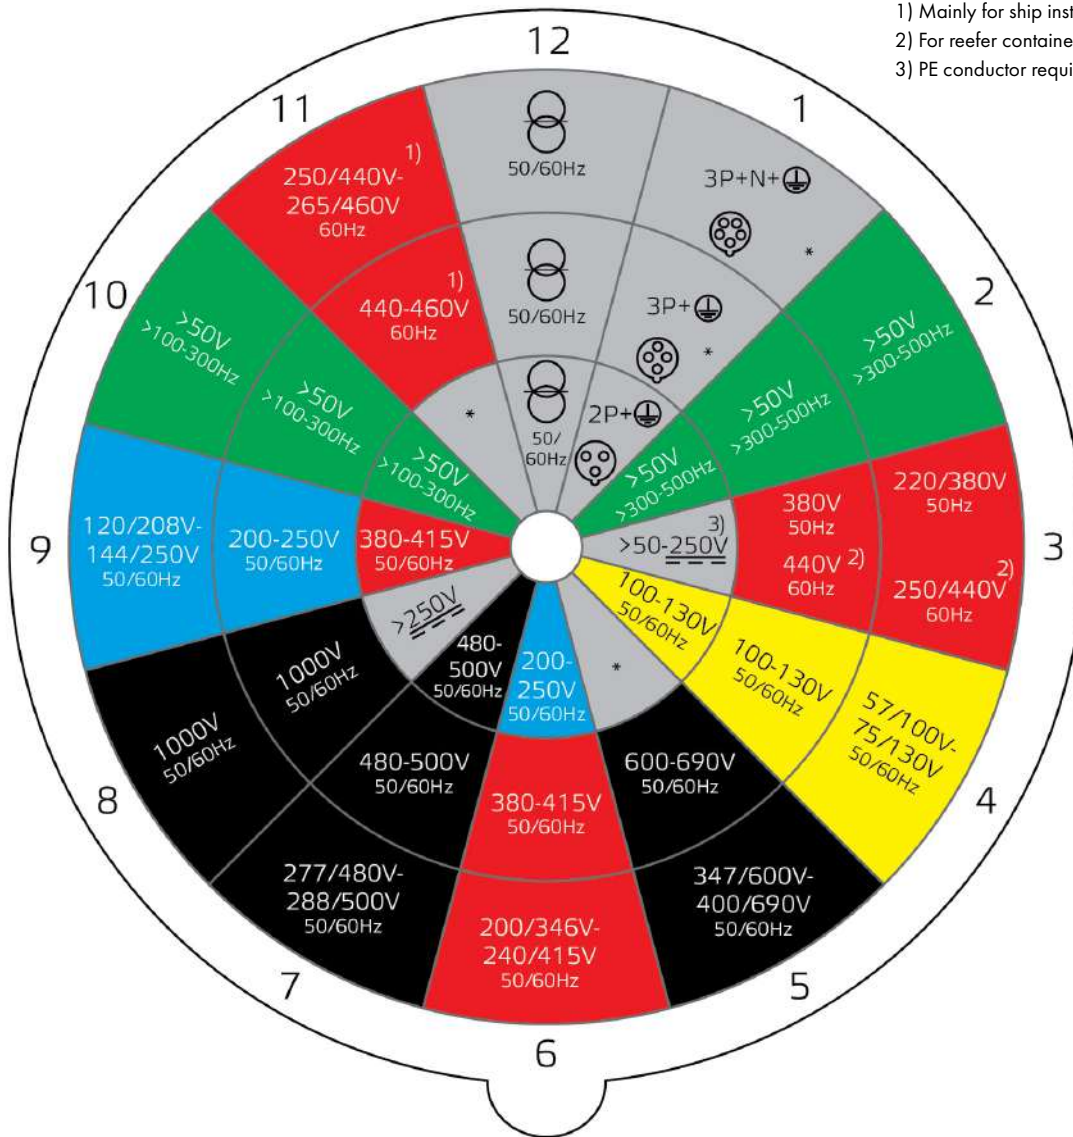 1) Mainly for ship inst
2) For reefer containe
3) PE conductor requi
12
50/60Hz
50/60Hz
50/
60Hz
1
3P+N+
*
3P+
*
2P+
2
>50V
>300-500Hz
>50V
>300-500Hz
>50V
>300-500Hz
3
220/380V
50Hz
250/440V 2)
60Hz
380V
50Hz
440V 2)
60Hz
>50-250V 3)
4
57/100V-
75/130V
50/60Hz
100-130V
50/60Hz
100-130V
50/60Hz
5
347/600V-
400/690V
50/60Hz
600-690V
50/60Hz
*
6
200/346V-
240/415V
50/60Hz
380-415V
50/60Hz
200-
250V
50/60Hz
7
277/480V-
288/500V
50/60Hz
480-500V
50/60Hz
480-
500V
50/60Hz
8
1000V
50/60Hz
1000V
50/60Hz
>250V
9
120/208V-
144/250V
50/60Hz
200-250V
50/60Hz
380-415V
50/60Hz
10
>50V
>100-300Hz
>50V
>100-300Hz
>50V
>100-300Hz
11
250/440V- 1)
265/460V
60Hz
440-460V 1)
60Hz
*